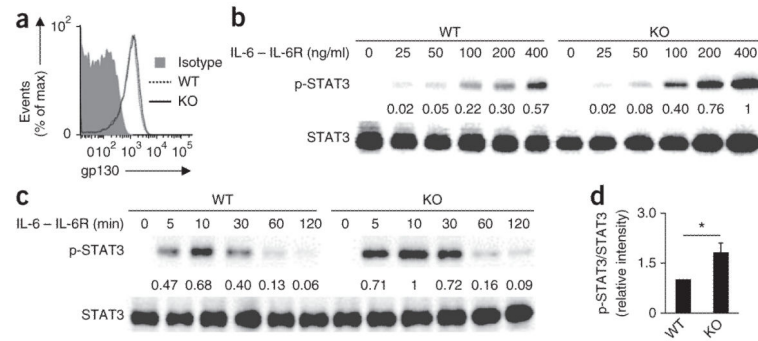 a
10²
0
Events
(% of max)
Isotype
WT
KO
0 10² 10³ 10⁴ 10⁵
gp130
b
WT KO
IL-6 – IL-6R (ng/ml) 0 25 50 100 200 400 0 25 50 100 200 400
p-STAT3
0.02 0.05 0.22 0.30 0.57 0.02 0.08 0.40 0.76 1
STAT3
c
WT KO
IL-6 – IL-6R (min) 0 5 10 30 60 120 0 5 10 30 60 120
p-STAT3
0.47 0.68 0.40 0.13 0.06 0.71 1 0.72 0.16 0.09
STAT3
d
p-STAT3/STAT3
(relative intensity)
3.0
1.5
0
*
WT KO